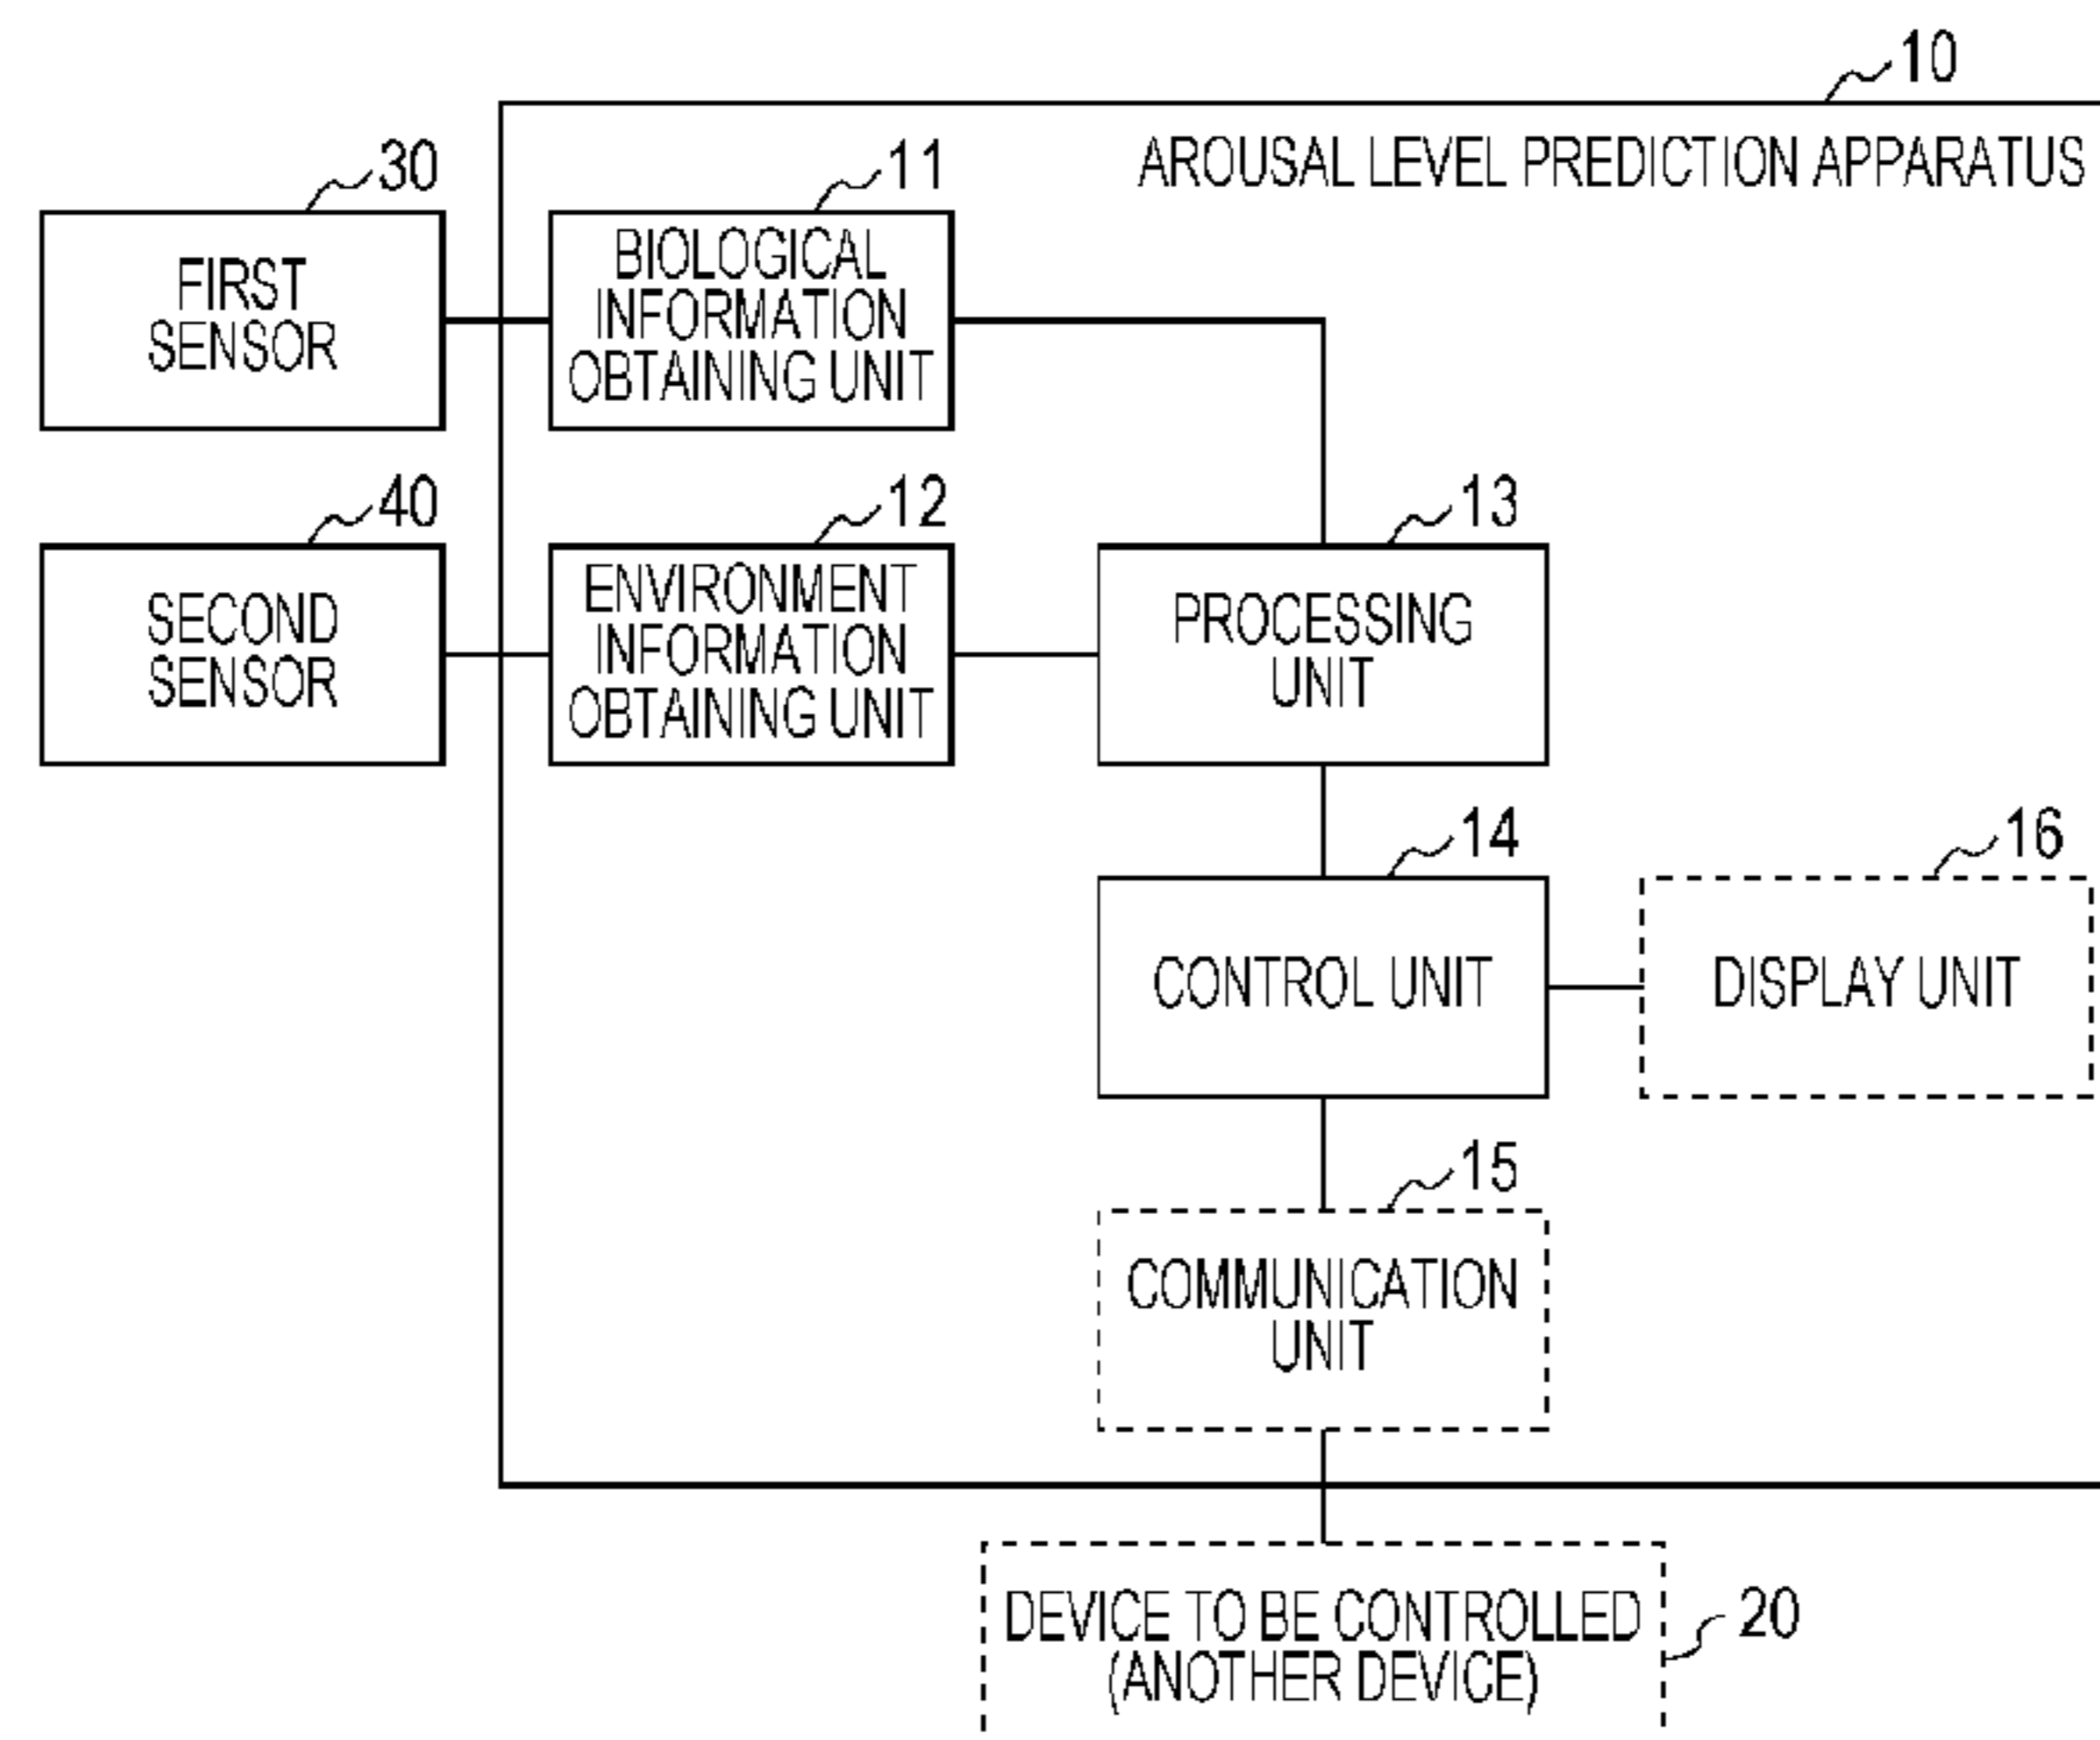 10
AROUSAL LEVEL PREDICTION APPARATUS
30
FIRST
SENSOR
11
BIOLOGICAL
INFORMATION
OBTAINING UNIT
40
SECOND
SENSOR
12
ENVIRONMENT
INFORMATION
OBTAINING UNIT
13
PROCESSING
UNIT
14
CONTROL UNIT
16
DISPLAY UNIT
15
COMMUNICATION
UNIT
DEVICE TO BE CONTROLLED
(ANOTHER DEVICE)
20